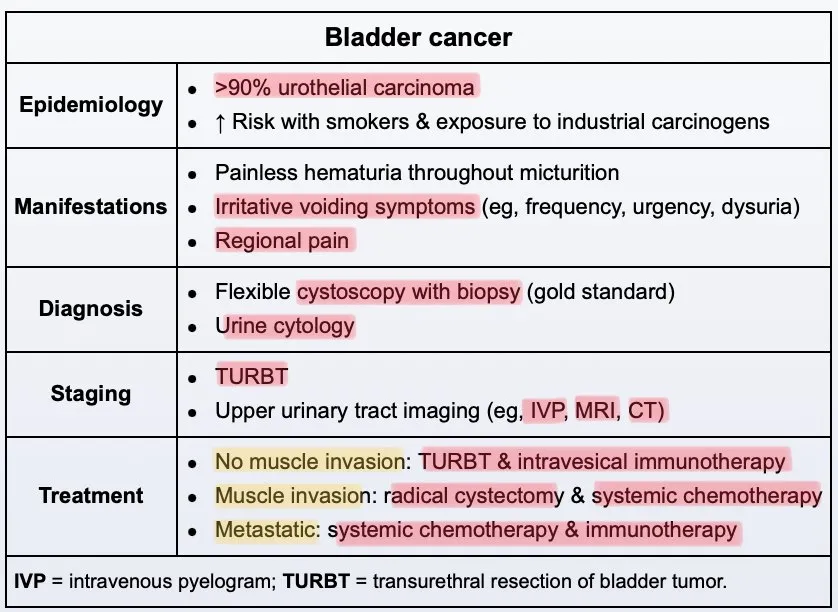 Bladder cancer
Epidemiology
• >90% urothelial carcinoma
• ↑ Risk with smokers & exposure to industrial carcinogens
Manifestations
• Painless hematuria throughout micturition
• Irritative voiding symptoms (eg, frequency, urgency, dysuria)
• Regional pain
Diagnosis
• Flexible cystoscopy with biopsy (gold standard)
• Urine cytology
Staging
• TURBT
• Upper urinary tract imaging (eg, IVP, MRI, CT)
Treatment
• No muscle invasion: TURBT & intravesical immunotherapy
• Muscle invasion: radical cystectomy & systemic chemotherapy
• Metastatic: systemic chemotherapy & immunotherapy
IVP = intravenous pyelogram; TURBT = transurethral resection of bladder tumor.